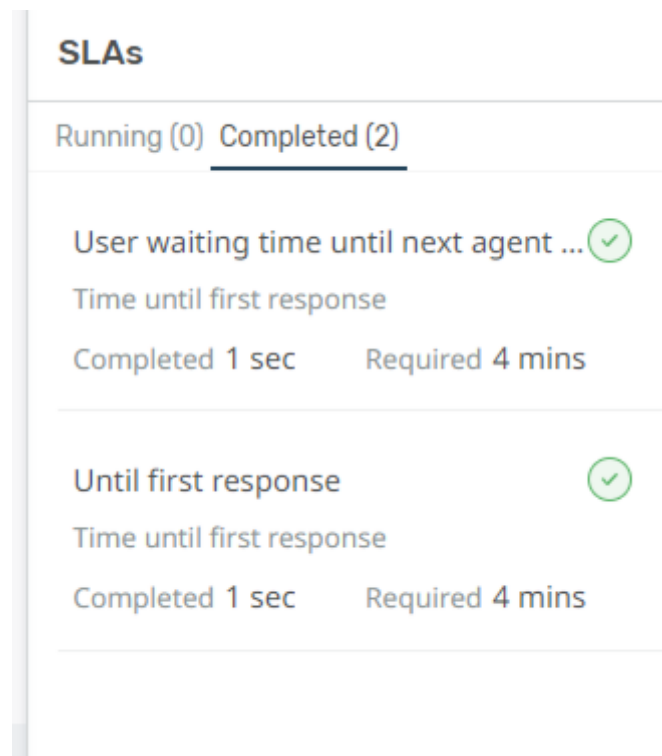 SLAs
Running (0) Completed (2)
User waiting time until next agent ...
Time until first response
Completed 1 sec Required 4 mins
Until first response
Time until first response
Completed 1 sec Required 4 mins